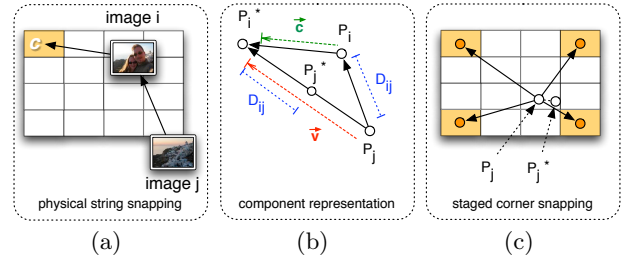 image i
c
image j
physical string snapping
(a)
P_i*
P_i
c
P_j*
D_ij
D_ij
v
P_j
component representation
(b)
P_j
P_j*
staged corner snapping
(c)